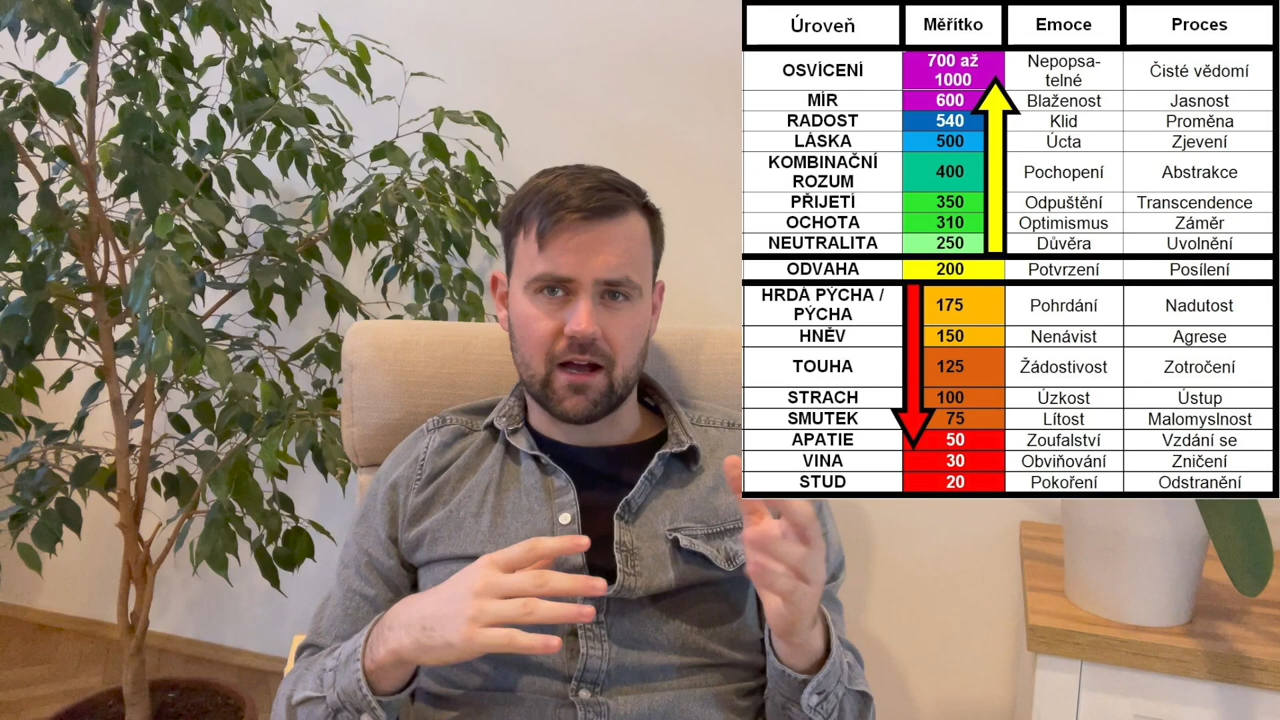 Úroveň Měřítko Emoce Proces
OSVÍCENÍ 700 až 1000 Nepopsa-telné Čisté vědomí
MÍR 600 Blaženost Jasnost
RADOST 540 Klid Proměna
LÁSKA 500 Úcta Zjevení
KOMBINAČNÍ ROZUM 400 Pochopení Abstrakce
PŘIJETÍ 350 Odpuštění Transcendence
OCHOTA 310 Optimismus Záměr
NEUTRALITA 250 Důvěra Uvolnění
ODVAHA 200 Potvrzení Posílení
HRDÁ PÝCHA / PÝCHA 175 Pohrdání Nadutost
HNĚV 150 Nenávist Agrese
TOUHA 125 Žádostivost Zotročení
STRACH 100 Úzkost Ústup
SMUTEK 75 Lítost Malomyslnost
APATIE 50 Zoufalství Vzdání se
VINA 30 Obviňování Zničení
STUD 20 Pokoření Odstranění